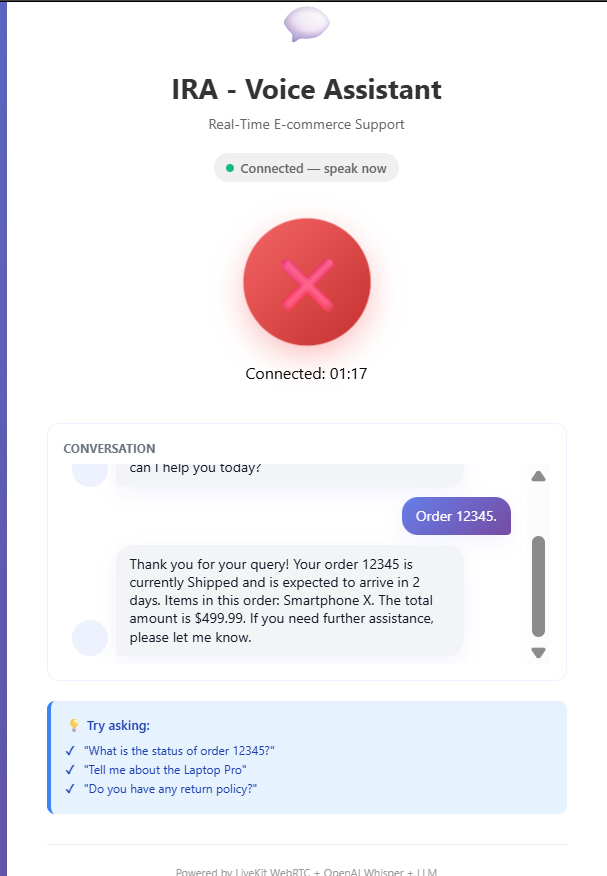 IRA - Voice Assistant
Real-Time E-commerce Support
Connected — speak now
Connected: 01:17
CONVERSATION
can I help you today?
Order 12345.
Thank you for your query! Your order 12345 is
currently Shipped and is expected to arrive in 2
days. Items in this order: Smartphone X. The total
amount is $499.99. If you need further assistance,
please let me know.
Try asking:
"What is the status of order 12345?"
"Tell me about the Laptop Pro"
"Do you have any return policy?"
Powered by LiveKit WebRTC + OpenAI Whisper + LLM